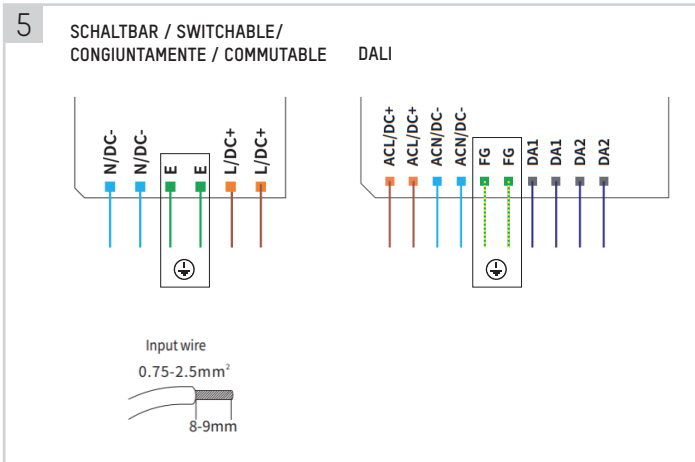 5
SCHALTBAR / SWITCHABLE/
CONGIUNTAMENTE / COMMUTABLE
DALI
N/DC-
N/DC-
E
E
L/DC+
L/DC+
ACL/DC+
ACL/DC+
ACN/DC-
ACN/DC-
FG
FG
DA1
DA1
DA2
DA2
Input wire
0.75-2.5mm²
8-9mm